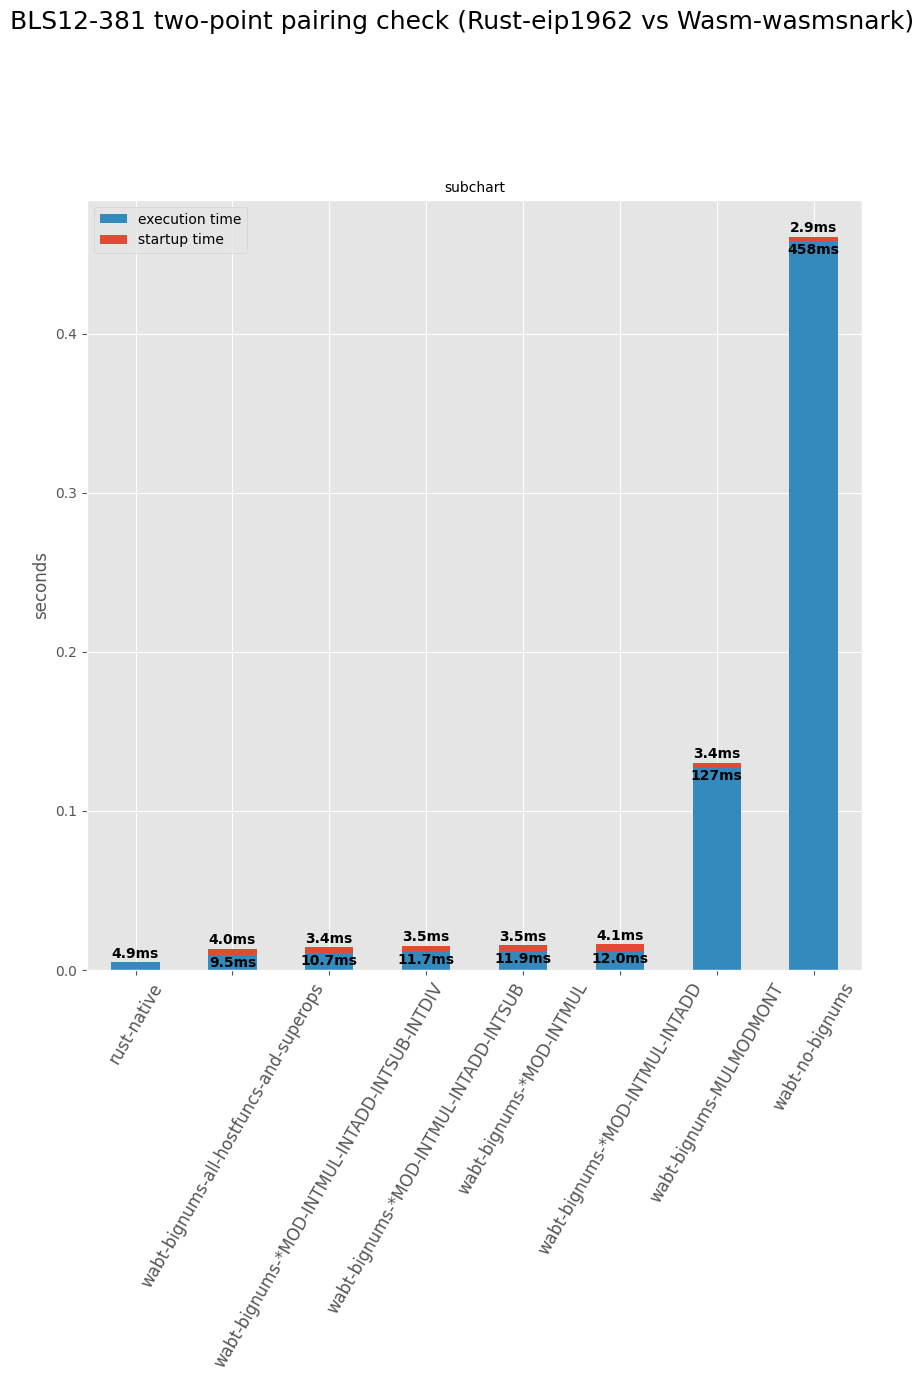 BLS12-381 two-point pairing check (Rust-eip1962 vs Wasm-wasmsnark)
subchart
execution time
startup time
seconds
0.4
0.3
0.2
0.1
0.0
4.9ms
4.0ms
9.5ms
3.4ms
10.7ms
3.5ms
11.7ms
3.5ms
11.9ms
4.1ms
12.0ms
3.4ms
127ms
2.9ms
458ms
rust-native
wabt-bignums-all-hostfuncs-and-superops
wabt-bignums-*MOD-INTMUL-INTADD-INTSUB-INTDIV
wabt-bignums-*MOD-INTMUL-INTADD-INTSUB
wabt-bignums-*MOD-INTMUL
wabt-bignums-*MOD-INTMUL-INTADD
wabt-bignums-MULMODMONT
wabt-no-bignums